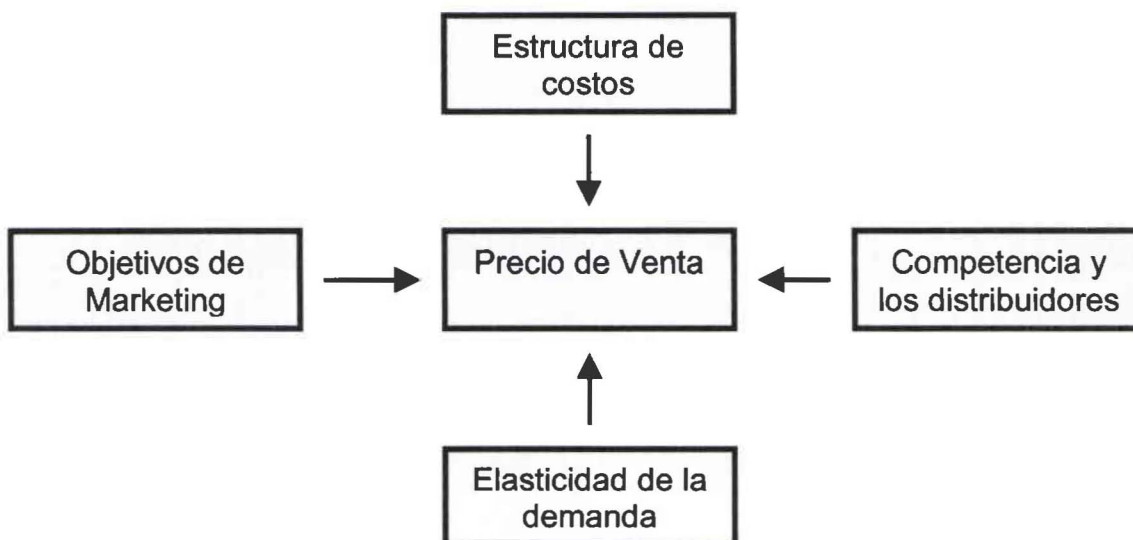 Estructura de
costos
Objetivos de
Marketing
Precio de Venta
Competencia y
los distribuidores
Elasticidad de la
demanda